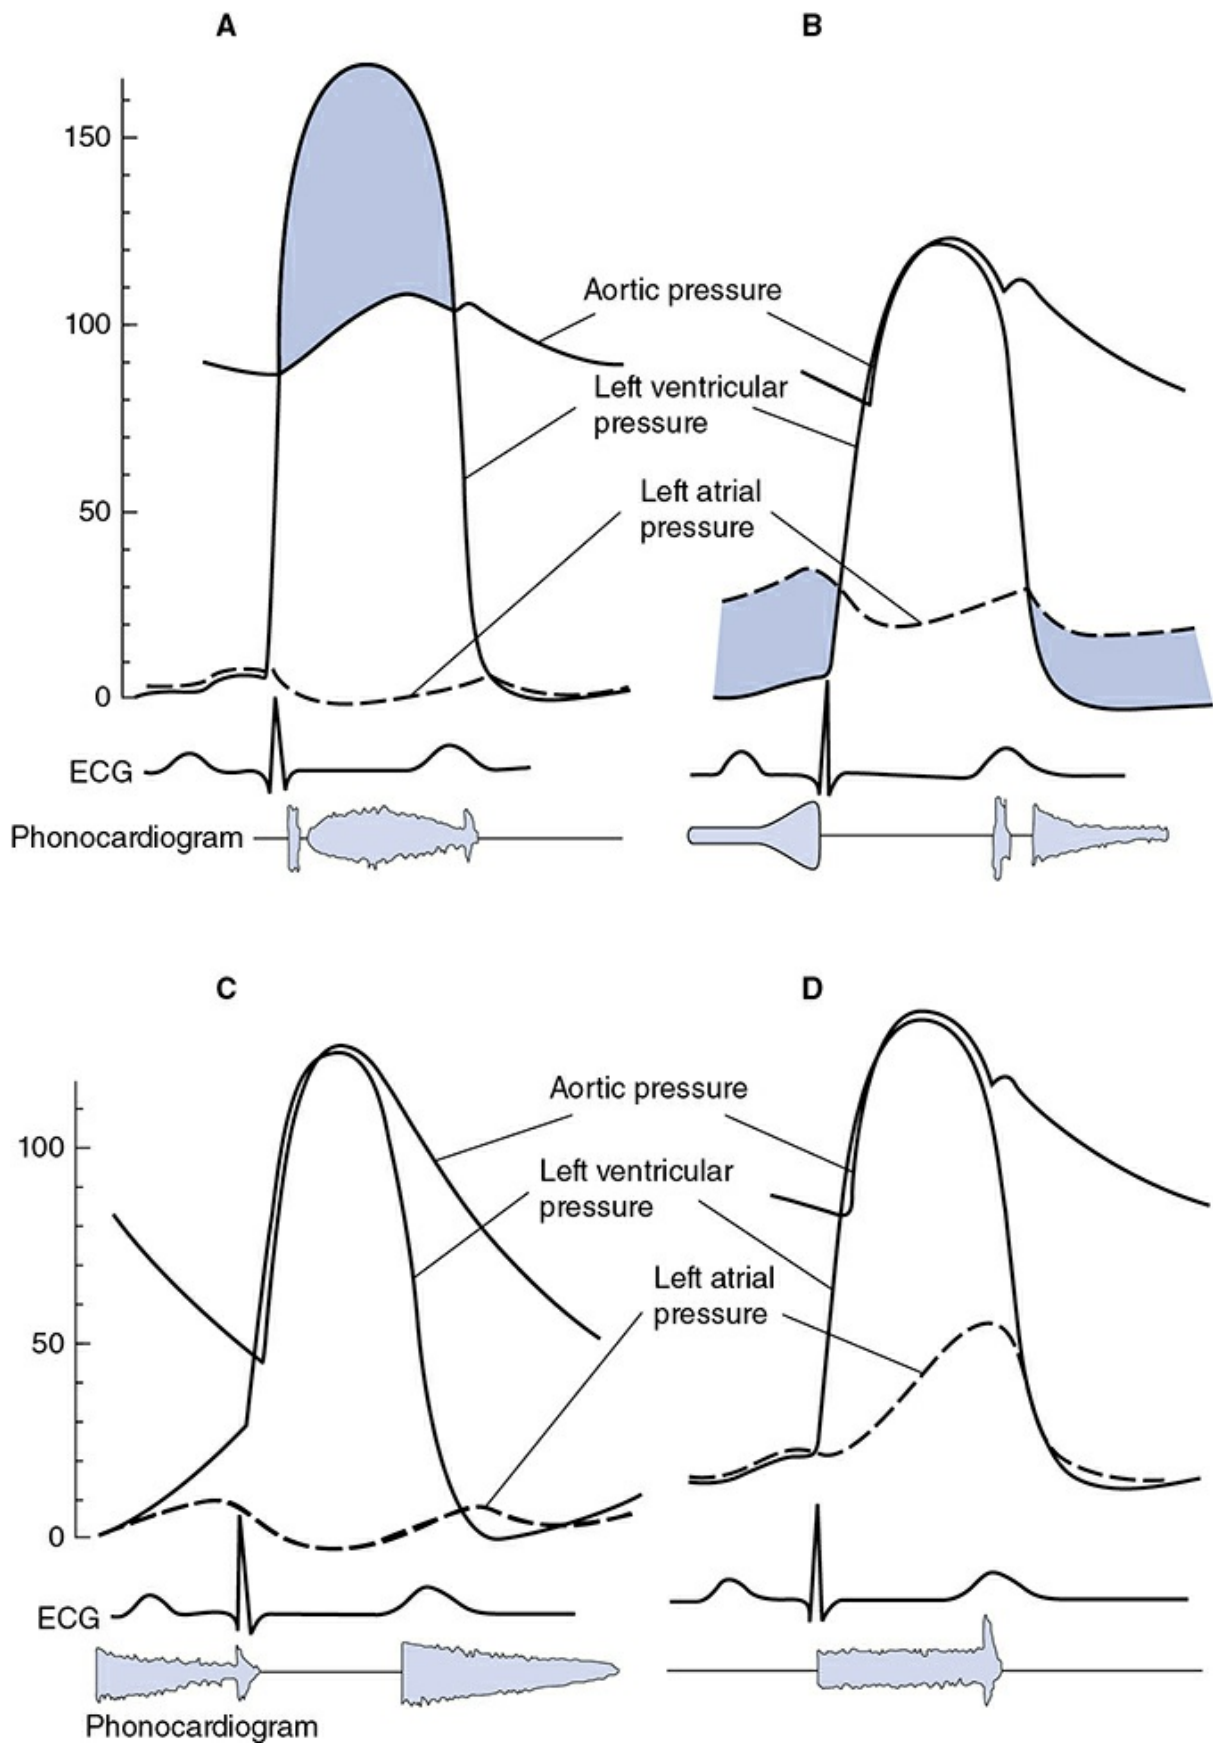 A
B
150
100
50
0
Aortic pressure
Left ventricular
pressure
Left atrial
pressure
ECG
Phonocardiogram
C
D
100
50
0
Aortic pressure
Left ventricular
pressure
Left atrial
pressure
ECG
Phonocardiogram